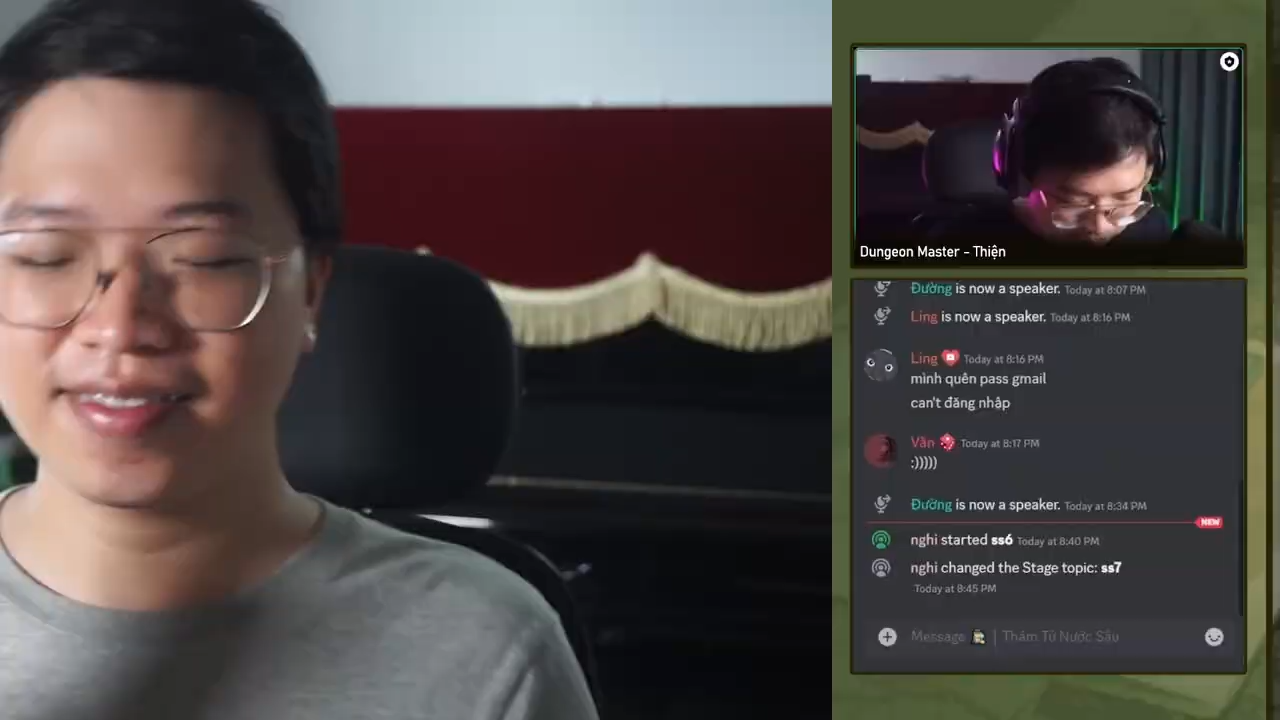 Dungeon Master - Thiện
Đường is now a speaker. Today at 8:07 PM
Ling is now a speaker. Today at 8:16 PM
Ling Today at 8:16 PM
mình quên pass gmail
can't đăng nhập
Vân Today at 8:17 PM
:)))))
Đường is now a speaker. Today at 8:34 PM
NEW
nghi started ss6 Today at 8:40 PM
nghi changed the Stage topic: ss7
Today at 8:45 PM
Message | Thám Tử Nước Sâu